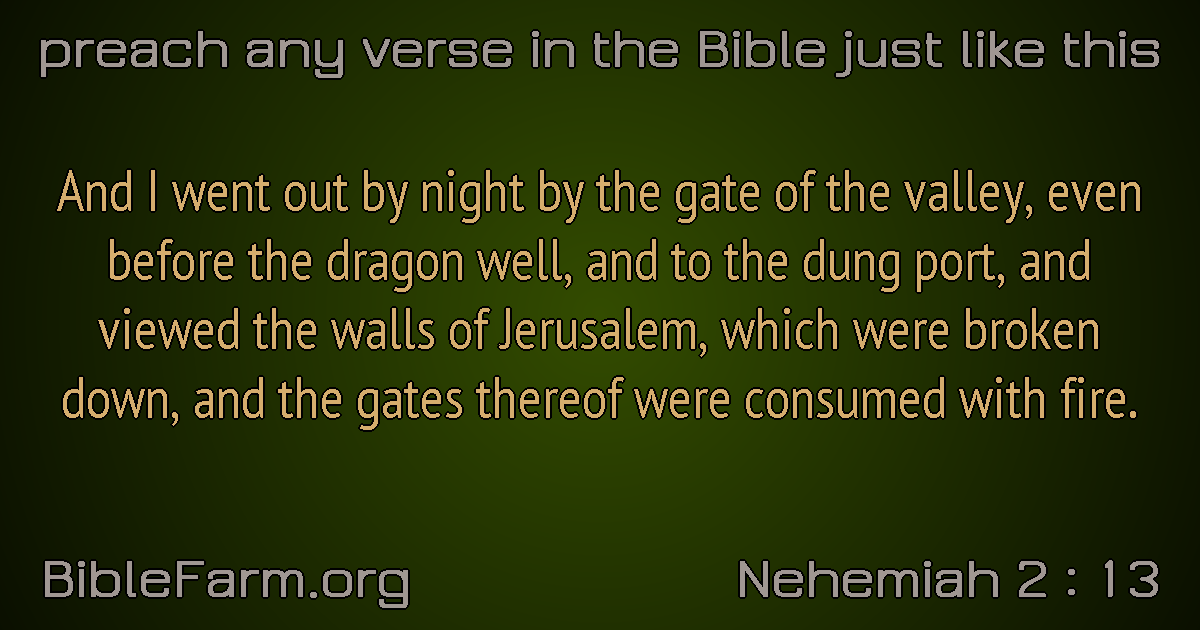 preach any verse in the Bible just like this
And I went out by night by the gate of the valley, even
before the dragon well, and to the dung port, and
viewed the walls of Jerusalem, which were broken
down, and the gates thereof were consumed with fire.
BibleFarm.org
Nehemiah 2 : 13